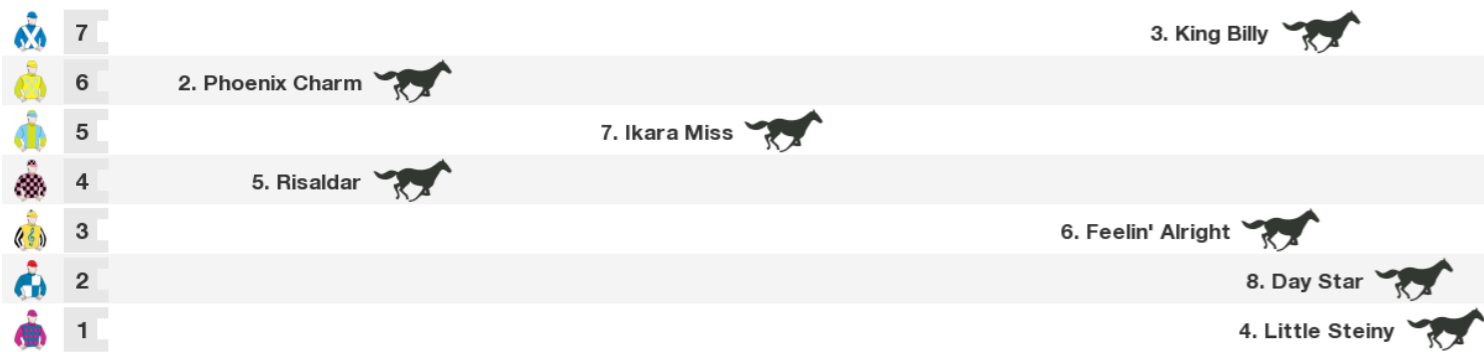 7 3. King Billy
6 2. Phoenix Charm
5 7. Ikara Miss
4 5. Risaldar
3 6. Feelin' Alright
2 8. Day Star
1 4. Little Steiny